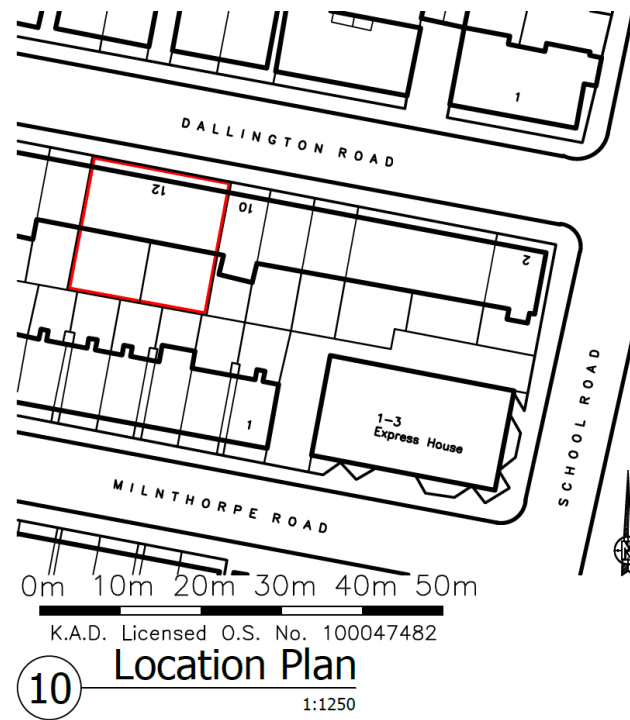 1
DALLINGTON ROAD
12
10
2
1-3
Express House
1
SCHOOL ROAD
MILNTHORPE ROAD
0m 10m 20m 30m 40m 50m
K.A.D. Licensed O.S. No. 100047482
10 Location Plan
1:1250